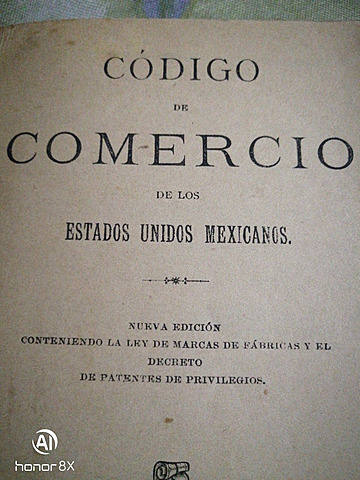 CÓDIGO
DE
COMERCIO
DE LOS
ESTADOS UNIDOS MEXICANOS.
NUEVA EDICIÓN
CONTENIENDO LA LEY DE MARCAS DE FÁBRICAS Y EL
DECRETO
DE PATENTES DE PRIVILEGIOS.
AI
honor 8X